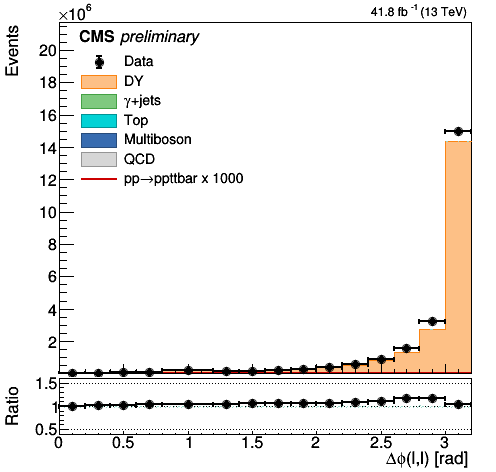 ×10⁶
41.8 fb⁻¹ (13 TeV)
Events
CMS preliminary
Data
DY
γ+jets
Top
Multiboson
QCD
pp→ppttbar x 1000
20
18
16
14
12
10
8
6
4
2
Ratio
1.5
1
0.5
0 0.5 1 1.5 2 2.5 3
Δϕ(l,l) [rad]